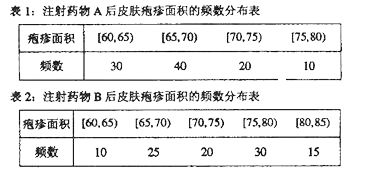 表1：注射药物A后皮肤疱疹面积的频数分布表
疱疹面积 [60,65) [65,70) [70,75) [75,80)
频数 30 40 20 10
表2：注射药物B后皮肤疱疹面积的频数分布表
疱疹面积 [60,65) [65,70) [70,75) [75,80) [80,85)
频数 10 25 20 30 15